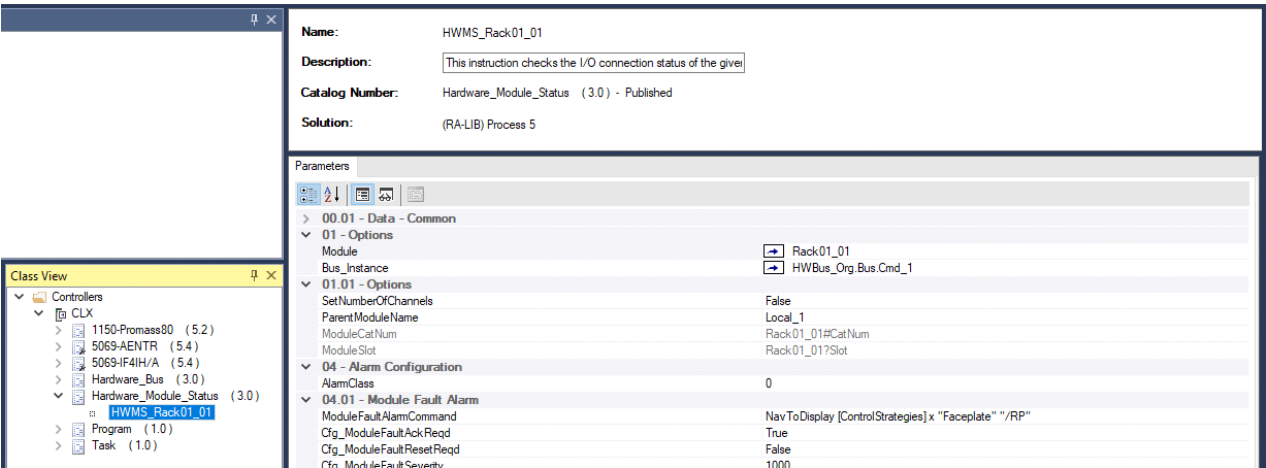 Name: HWMS_Rack01_01
Description: This instruction checks the I/O connection status of the given
Catalog Number: Hardware_Module_Status (3.0) - Published
Solution: (RA-LIB) Process 5
Parameters
00.01 - Data - Common
01 - Options
Module Rack01_01
Bus_Instance HWBus_Org.Bus.Cmd_1
01.01 - Options
SetNumberOfChannels False
ParentModuleName Local_1
ModuleCatNum Rack01_01#CatNum
ModuleSlot Rack01_01?Slot
04 - Alarm Configuration
AlarmClass 0
04.01 - Module Fault Alarm
ModuleFaultAlarmCommand NavToDisplay [ControlStrategies] x "Faceplate" "/RP"
Cfg_ModuleFaultAckReqd True
Cfg_ModuleFaultResetReqd False
Cfg_ModuleFaultSeverity 1000
Class View
Controllers
CLX
1150-Promass80 (5.2)
5069-AENTR (5.4)
5069-IF4IH/A (5.4)
Hardware_Bus (3.0)
Hardware_Module_Status (3.0)
HWMS_Rack01_01
Program (1.0)
Task (1.0)